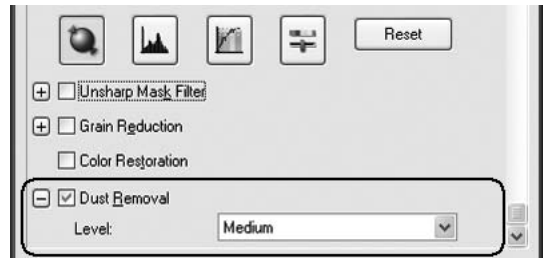 Reset
Unsharp Mask Filter
Grain Reduction
Color Restoration
Dust Removal
Level: Medium